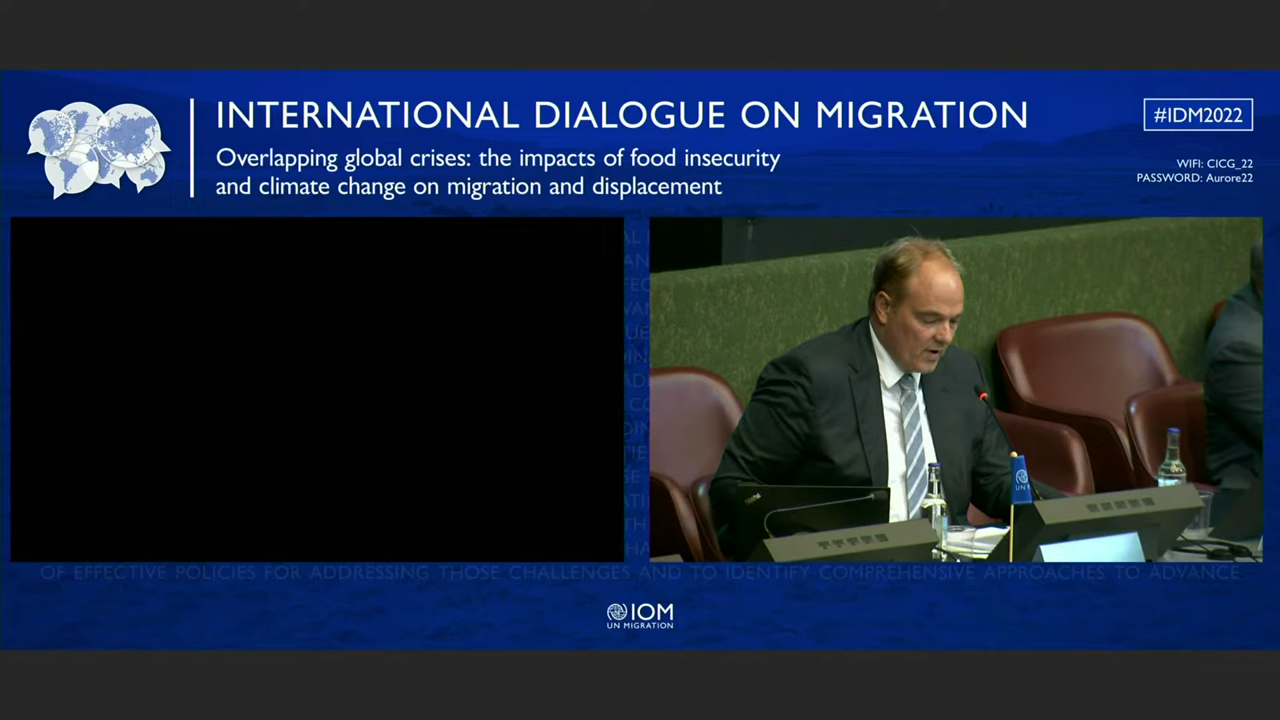 INTERNATIONAL DIALOGUE ON MIGRATION
Overlapping global crises: the impacts of food insecurity
and climate change on migration and displacement
#IDM2022
WIFI: CICG_22
PASSWORD: Aurore22
OF EFFECTIVE POLICIES FOR ADDRESSING THOSE CHALLENGES AND TO IDENTIFY COMPREHENSIVE APPROACHES TO ADVANCE
IOM
UN MIGRATION